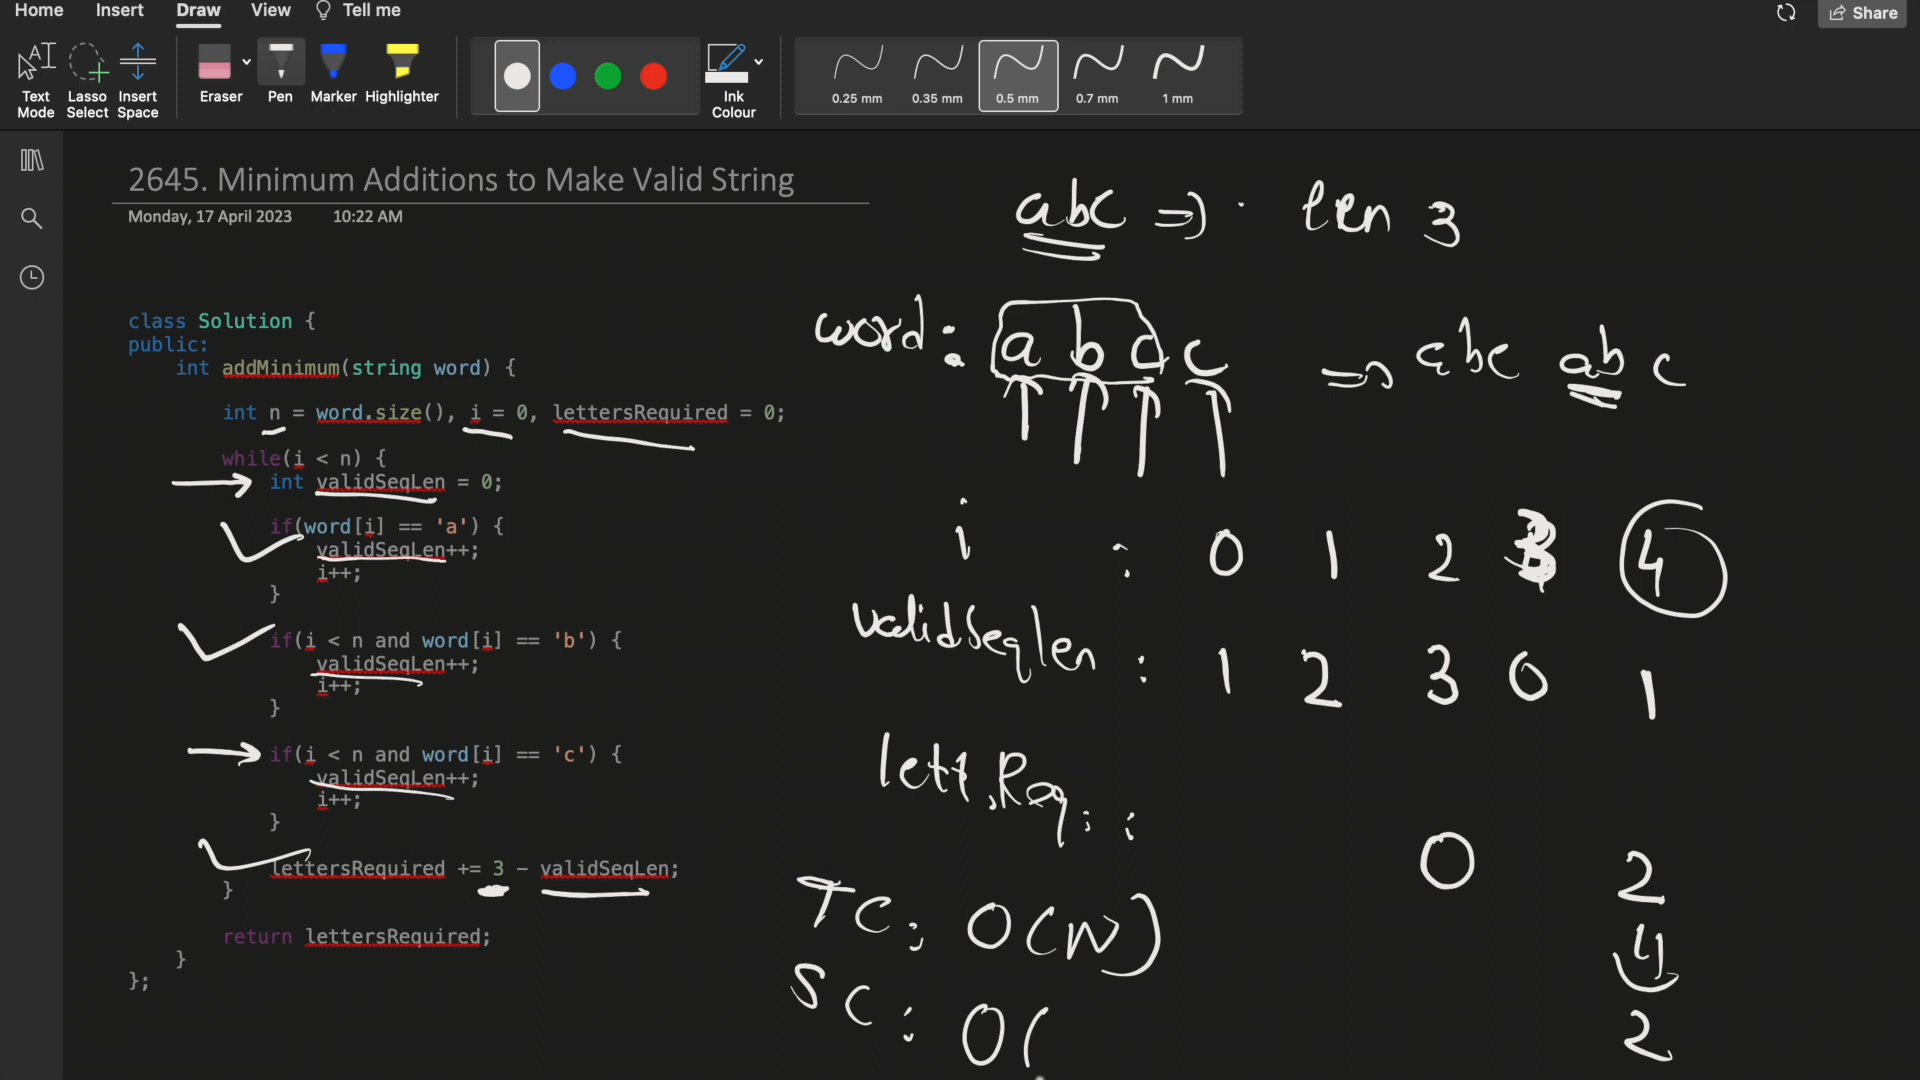 Home Insert Draw View Tell me Share
Text Mode Lasso Select Insert Space Eraser Pen Marker Highlighter Ink Colour 0.25 mm 0.35 mm 0.5 mm 0.7 mm 1 mm
2645. Minimum Additions to Make Valid String
Monday, 17 April 2023 10:22 AM
class Solution {
public:
int addMinimum(string word) {
int n = word.size(), i = 0, lettersRequired = 0;
while(i < n) {
int validSeqLen = 0;
if(word[i] == 'a') {
validSeqLen++;
i++;
}
if(i < n and word[i] == 'b') {
validSeqLen++;
i++;
}
if(i < n and word[i] == 'c') {
validSeqLen++;
i++;
}
lettersRequired += 3 - validSeqLen;
}
return lettersRequired;
}
};
abc => len 3
word: a b c c => abc abc
i : 0 1 2 3 4
validSeqlen : 1 2 3 0 1
lett.Req. : 0 2
TC: O(N) 4
SC: O( 2